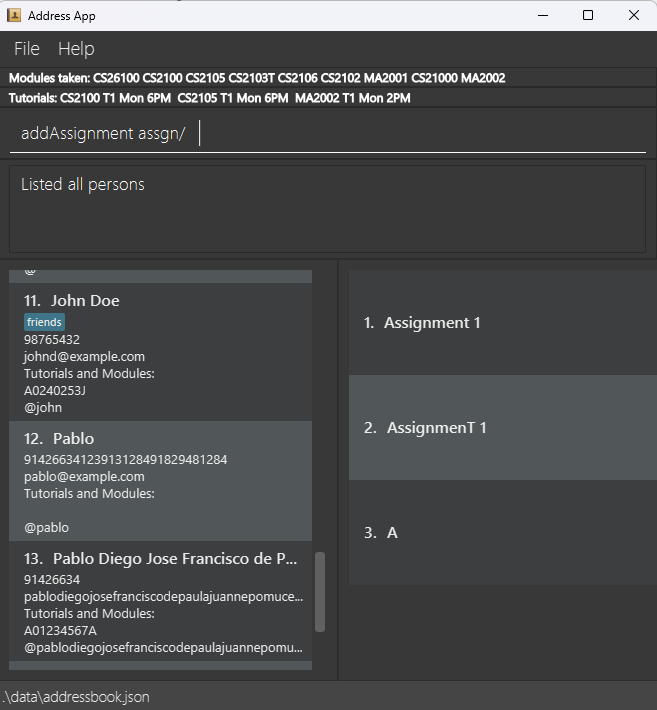 Address App
File Help
Modules taken: CS26100 CS2100 CS2105 CS2103T CS2106 CS2102 MA2001 CS21000 MA2002
Tutorials: CS2100 T1 Mon 6PM CS2105 T1 Mon 6PM MA2002 T1 Mon 2PM
addAssignment assgn/
Listed all persons
@
11. John Doe
friends
98765432
johnd@example.com
Tutorials and Modules:
A0240253J
@john
12. Pablo
91426634123913128491829481284
pablo@example.com
Tutorials and Modules:
@pablo
13. Pablo Diego Jose Francisco de P...
91426634
pablodiegojosefranciscodepaulajuannepomuce...
Tutorials and Modules:
A01234567A
@pablodiegojosefranciscodepaulajuannepomu...
1. Assignment 1
2. AssignmenT 1
3. A
.\data\addressbook.json